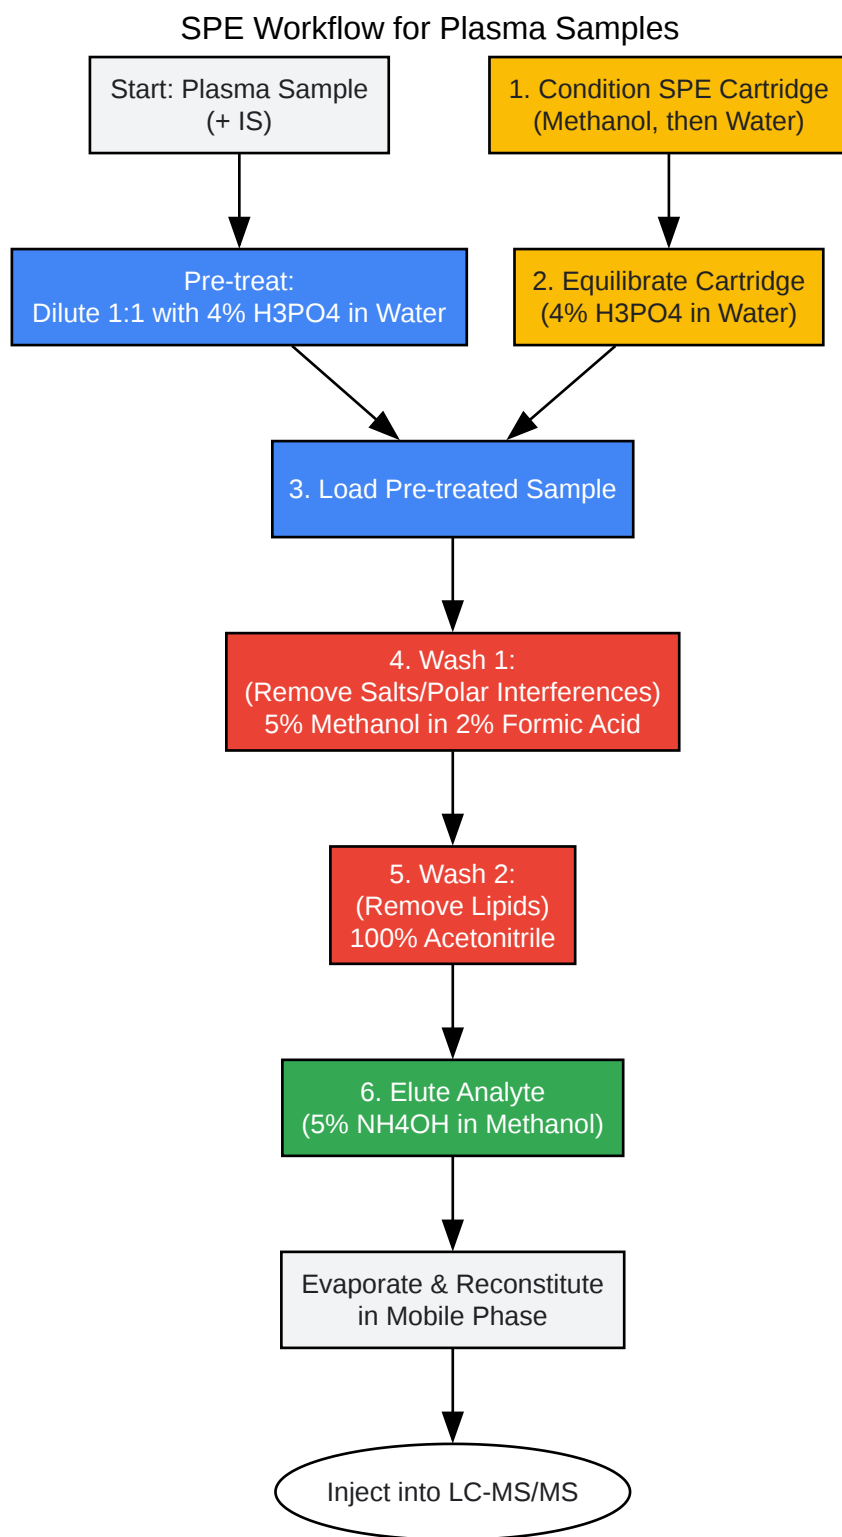 SPE Workflow for Plasma Samples
Start: Plasma Sample
(+ IS)
1. Condition SPE Cartridge
(Methanol, then Water)
Pre-treat:
Dilute 1:1 with 4% H3PO4 in Water
2. Equilibrate Cartridge
(4% H3PO4 in Water)
3. Load Pre-treated Sample
4. Wash 1:
(Remove Salts/Polar Interferences)
5% Methanol in 2% Formic Acid
5. Wash 2:
(Remove Lipids)
100% Acetonitrile
6. Elute Analyte
(5% NH4OH in Methanol)
Evaporate & Reconstitute
in Mobile Phase
Inject into LC-MS/MS